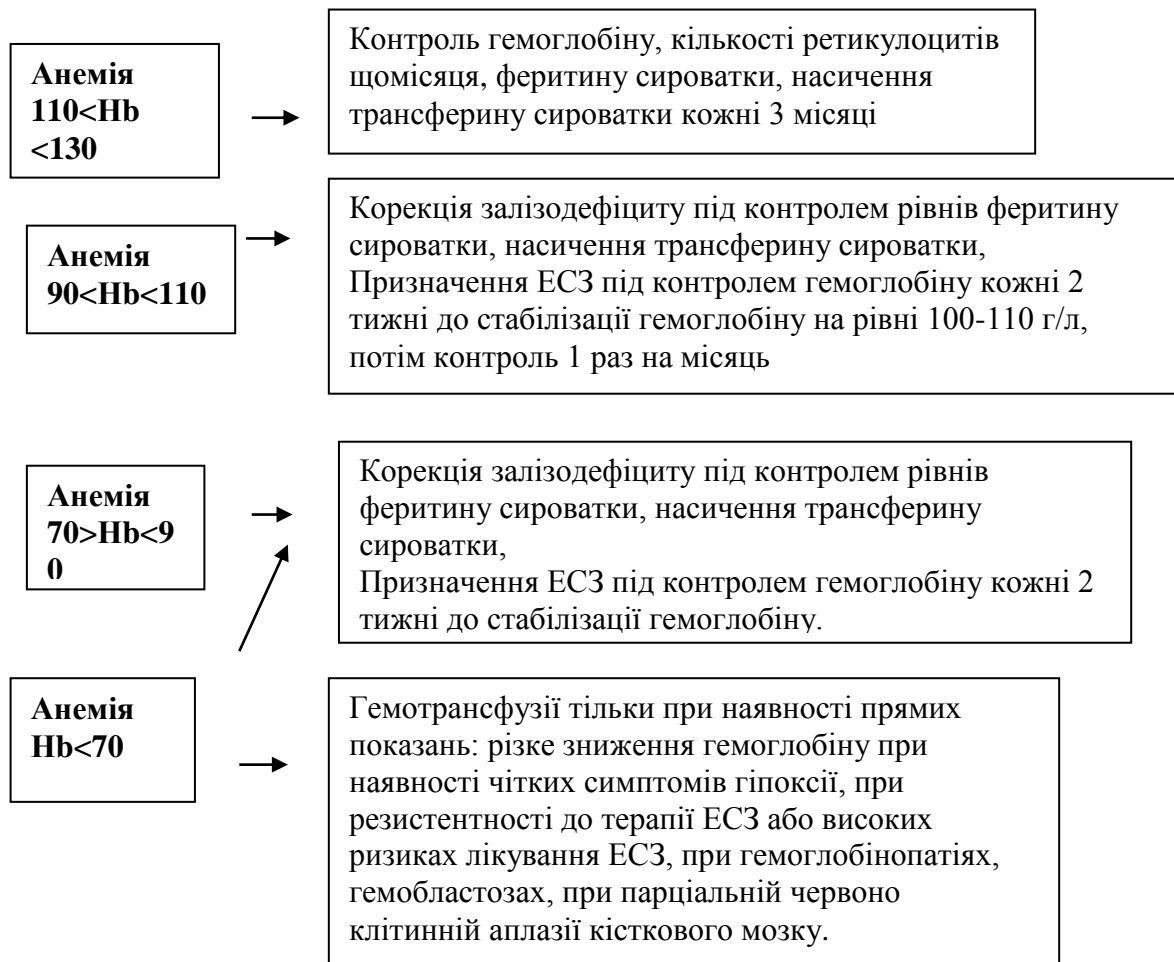 Анемія
110<Hb
<130
Контроль гемоглобіну, кількості ретикулоцитів
щомісяця, феритину сироватки, насичення
трансферину сироватки кожні 3 місяці
Анемія
90<Hb<110
Корекція залізодефіциту під контролем рівнів феритину
сироватки, насичення трансферину сироватки,
Призначення ЕСЗ під контролем гемоглобіну кожні 2
тижні до стабілізації гемоглобіну на рівні 100-110 г/л,
потім контроль 1 раз на місяць
Анемія
70>Hb<9
0
Корекція залізодефіциту під контролем рівнів
феритину сироватки, насичення трансферину
сироватки,
Призначення ЕСЗ під контролем гемоглобіну кожні 2
тижні до стабілізації гемоглобіну.
Анемія
Hb<70
Гемотрансфузії тільки при наявності прямих
показань: різке зниження гемоглобіну при
наявності чітких симптомів гіпоксії, при
резистентності до терапії ЕСЗ або високих
ризиках лікування ЕСЗ, при гемоглобінопатіях,
гемобластозах, при парціальній червоно
клітинній аплазії кісткового мозку.